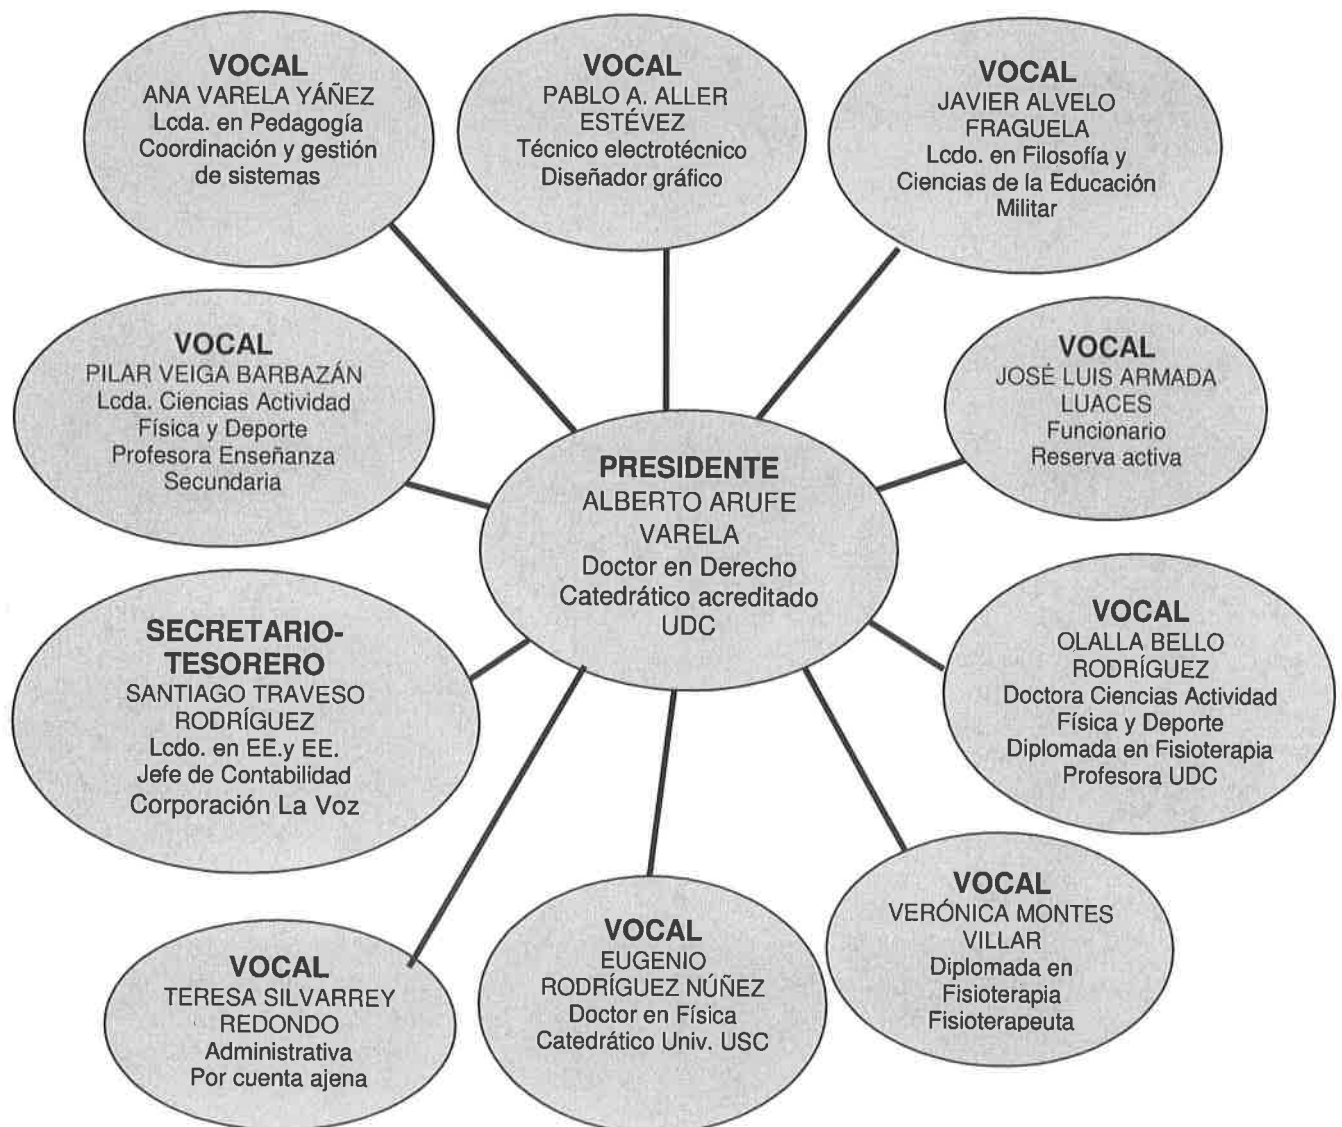 VOCAL
ANA VARELA YÁÑEZ
Lcda. en Pedagogía
Coordinación y gestión
de sistemas
VOCAL
PABLO A. ALLER
ESTÉVEZ
Técnico electrotécnico
Diseñador gráfico
VOCAL
JAVIER ALVELO
FRAGUELA
Lcdo. en Filosofía y
Ciencias de la Educación
Militar
VOCAL
PILAR VEIGA BARBAZÁN
Lcda. Ciencias Actividad
Física y Deporte
Profesora Enseñanza
Secundaria
VOCAL
JOSÉ LUIS ARMADA
LUACES
Funcionario
Reserva activa
PRESIDENTE
ALBERTO ARUFE
VARELA
Doctor en Derecho
Catedrático acreditado
UDC
SECRETARIO-
TESORERO
SANTIAGO TRAVESO
RODRÍGUEZ
Lcdo. en EE.y EE.
Jefe de Contabilidad
Corporación La Voz
VOCAL
OLALLA BELLO
RODRÍGUEZ
Doctora Ciencias Actividad
Física y Deporte
Diplomada en Fisioterapia
Profesora UDC
VOCAL
TERESA SILVARREY
REDONDO
Administrativa
Por cuenta ajena
VOCAL
EUGENIO
RODRÍGUEZ NÚÑEZ
Doctor en Física
Catedrático Univ. USC
VOCAL
VERÓNICA MONTES
VILLAR
Diplomada en
Fisioterapia
Fisioterapeuta